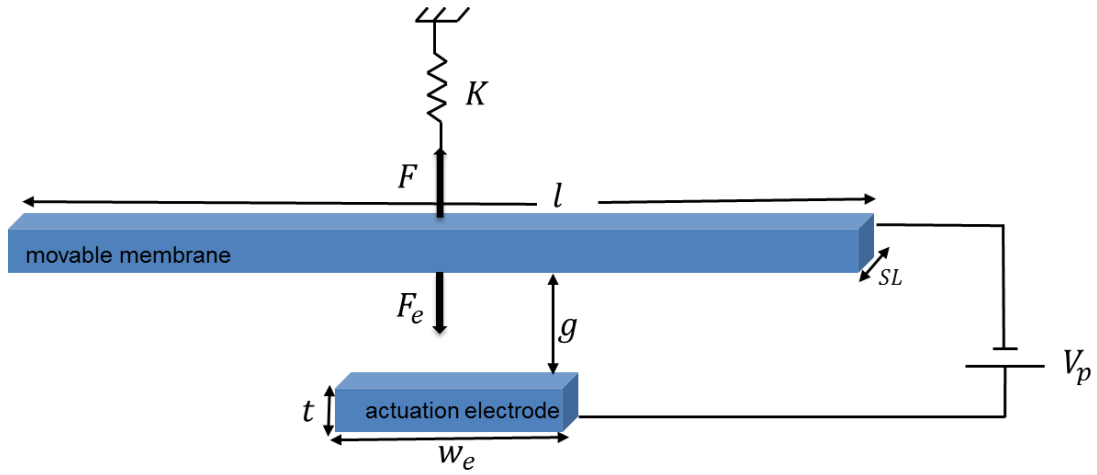 K
F
l
movable membrane
SL
F_e
g
V_p
t
actuation electrode
w_e